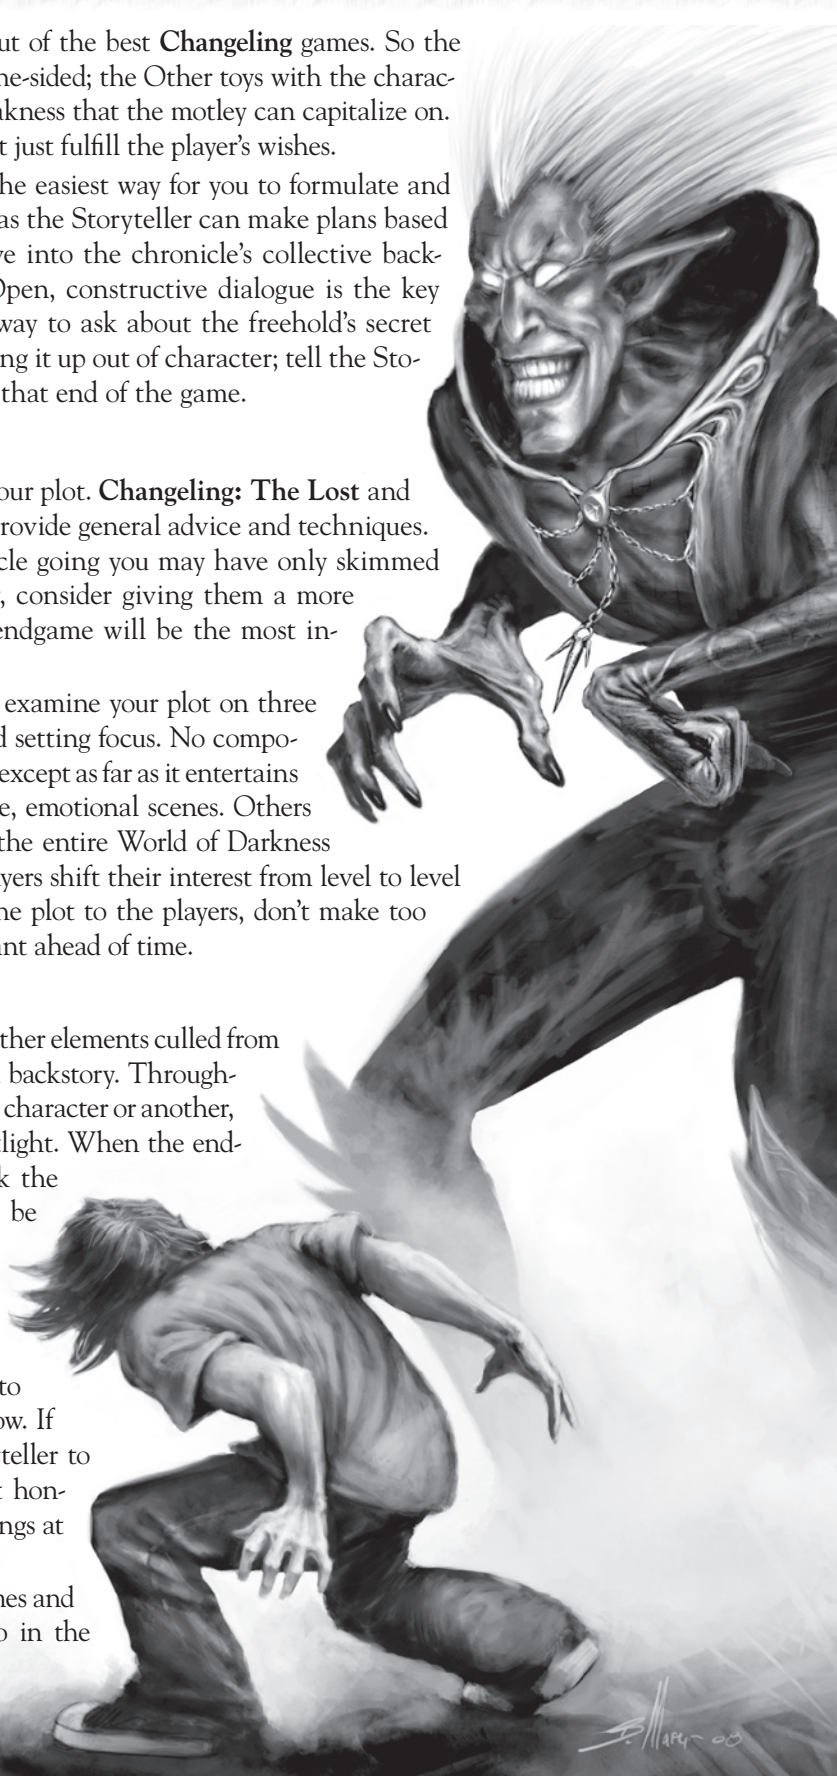 ut of the best Changeling games. So the
ne-sided; the Other toys with the charac-
akness that the motley can capitalize on.
t just fulfill the player's wishes.
he easiest way for you to formulate and
as the Storyteller can make plans based
ve into the chronicle's collective back-
Open, constructive dialogue is the key
way to ask about the freehold's secret
ng it up out of character; tell the Sto-
that end of the game.
our plot. Changeling: The Lost and
rovide general advice and techniques.
cle going you may have only skimmed
, consider giving them a more
endgame will be the most in-
examine your plot on three
d setting focus. No compo-
except as far as it entertains
e, emotional scenes. Others
the entire World of Darkness
yers shift their interest from level to level
ne plot to the players, don't make too
nt ahead of time.
ther elements culled from
backstory. Through-
character or another,
light. When the end-
k the
be
to
ow. If
teller to
t hon-
ngs at
nes and
o in the
08